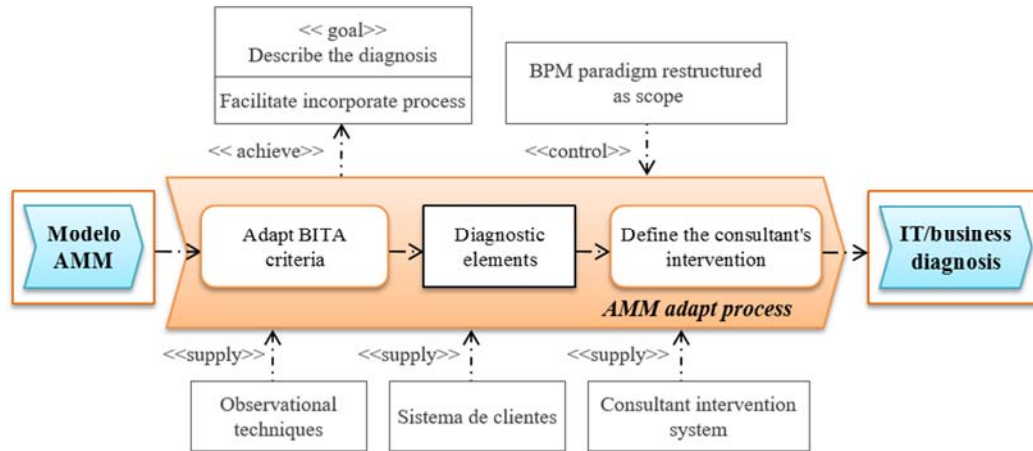 << goal>>
Describe the diagnosis
Facilitate incorporate process
BPM paradigm restructured
as scope
<< achieve>>
<<control>>
Modelo
AMM
Adapt BITA
criteria
Diagnostic
elements
Define the consultant's
intervention
IT/business
diagnosis
AMM adapt process
<<supply>>
<<supply>>
<<supply>>
Observational
techniques
Sistema de clientes
Consultant intervention
system